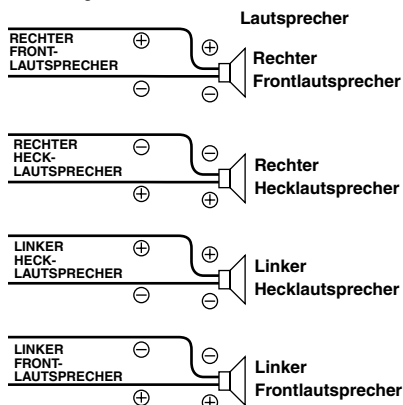 Lautsprecher
RECHTER
FRONT-
LAUTSPRECHER
⊕
⊕
Rechter
Frontlautsprecher
⊖
⊖
RECHTER
HECK-
LAUTSPRECHER
⊖
⊖
Rechter
Hecklautsprecher
⊕
⊕
LINKER
HECK-
LAUTSPRECHER
⊕
⊕
Linker
Hecklautsprecher
⊖
⊖
LINKER
FRONT-
LAUTSPRECHER
⊖
⊖
Linker
Frontlautsprecher
⊕
⊕